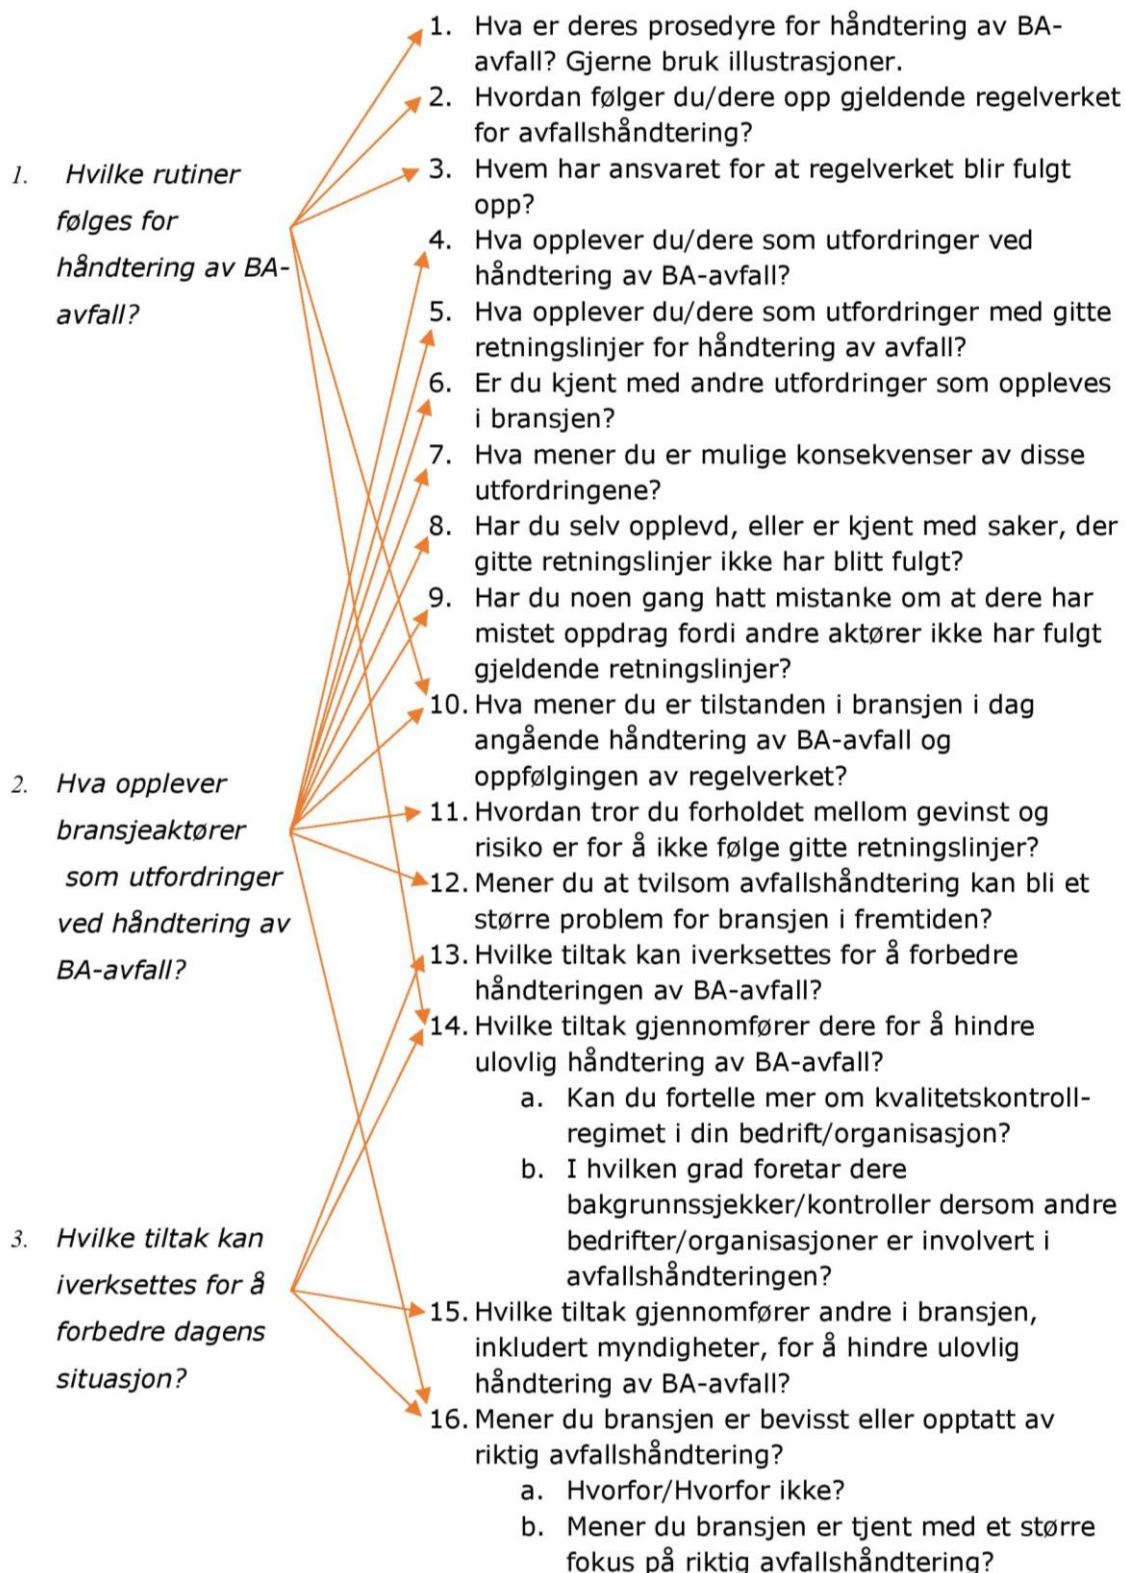 1. Hvilke rutiner
følges for
håndtering av BA-
avfall?
2. Hva opplever
bransjeaktører
som utfordringer
ved håndtering av
BA-avfall?
3. Hvilke tiltak kan
iverksettes for å
forbedre dagens
situasjon?
1. Hva er deres prosedyre for håndtering av BA-
avfall? Gjerne bruk illustrasjoner.
2. Hvordan følger du/dere opp gjeldende regelverket
for avfallshåndtering?
3. Hvem har ansvaret for at regelverket blir fulgt
opp?
4. Hva opplever du/dere som utfordringer ved
håndtering av BA-avfall?
5. Hva opplever du/dere som utfordringer med gitte
retningslinjer for håndtering av avfall?
6. Er du kjent med andre utfordringer som oppleves
i bransjen?
7. Hva mener du er mulige konsekvenser av disse
utfordringene?
8. Har du selv opplevd, eller er kjent med saker, der
gitte retningslinjer ikke har blitt fulgt?
9. Har du noen gang hatt mistanke om at dere har
mistet oppdrag fordi andre aktører ikke har fulgt
gjeldende retningslinjer?
10. Hva mener du er tilstanden i bransjen i dag
angående håndtering av BA-avfall og
oppfølgingen av regelverket?
11. Hvordan tror du forholdet mellom gevinst og
risiko er for å ikke følge gitte retningslinjer?
12. Mener du at tvilsom avfallshåndtering kan bli et
større problem for bransjen i fremtiden?
13. Hvilke tiltak kan iverksettes for å forbedre
håndteringen av BA-avfall?
14. Hvilke tiltak gjennomfører dere for å hindre
ulovlig håndtering av BA-avfall?
a. Kan du fortelle mer om kvalitetskontroll-
regimet i din bedrift/organisasjon?
b. I hvilken grad foretar dere
bakgrunnssjekker/kontroller dersom andre
bedrifter/organisasjoner er involvert i
avfallshåndteringen?
15. Hvilke tiltak gjennomfører andre i bransjen,
inkludert myndigheter, for å hindre ulovlig
håndtering av BA-avfall?
16. Mener du bransjen er bevisst eller opptatt av
riktig avfallshåndtering?
a. Hvorfor/Hvorfor ikke?
b. Mener du bransjen er tjent med et større
fokus på riktig avfallshåndtering?